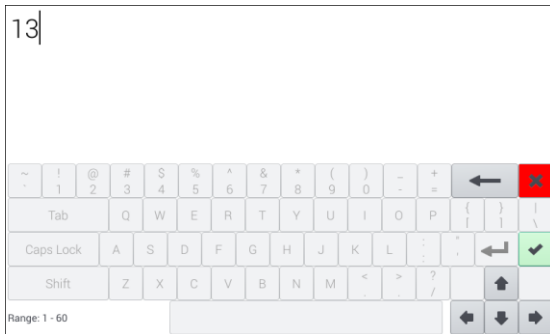 13
~ ! @ # $ % ^ & * ( ) _ +
` 1 2 3 4 5 6 7 8 9 0 - =
Tab Q W E R T Y U I O P { } |
[ ] \
Caps Lock A S D F G H J K L : "
; '
Shift Z X C V B N M < > ?
, . /
Range: 1 - 60